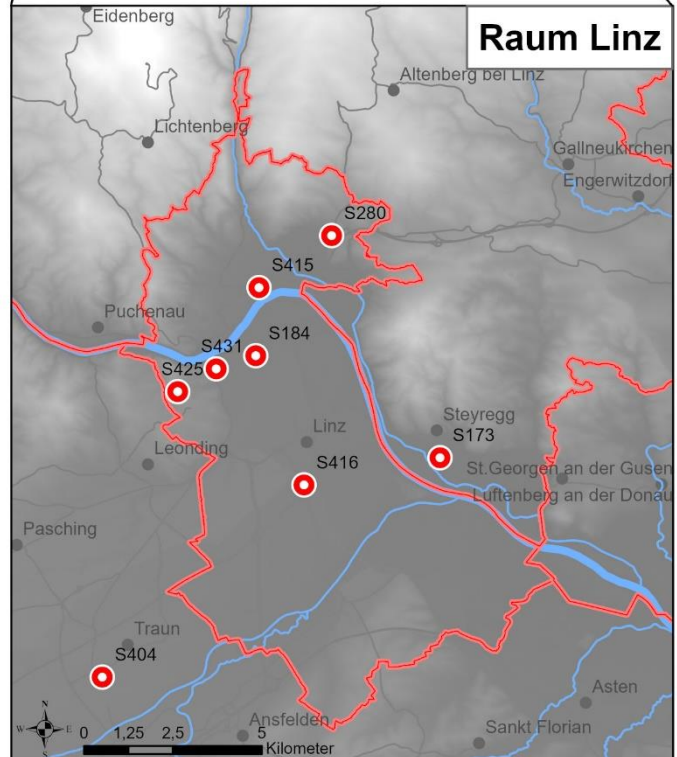 Eidenberg
Raum Linz
Altenberg bei Linz
Lichtenberg
Gallneukirchen
Engerwitzdorf
S280
S415
Puchenau
S184
S431
S425
Steyregg
Linz
S173
Leonding
S416
St.Georgen an der Gusen
Luftenberg an der Donau
Pasching
Traun
S404
Asten
N
W E
S
Ansfelden
Sankt Florian
0 1,25 2,5 5
Kilometer